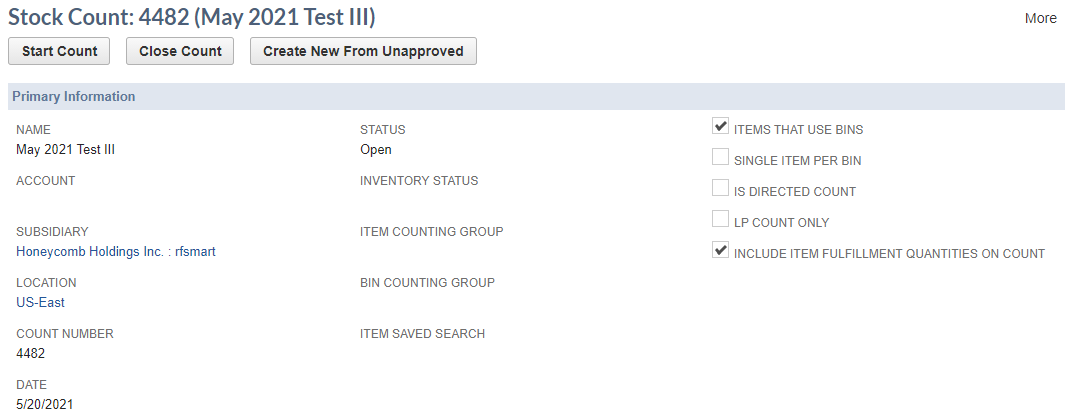 Stock Count: 4482 (May 2021 Test III)
More
Start Count
Close Count
Create New From Unapproved
Primary Information
NAME
May 2021 Test III
ACCOUNT
SUBSIDIARY
Honeycomb Holdings Inc. : rfsmart
LOCATION
US-East
COUNT NUMBER
4482
DATE
5/20/2021
STATUS
Open
INVENTORY STATUS
ITEM COUNTING GROUP
BIN COUNTING GROUP
ITEM SAVED SEARCH
ITEMS THAT USE BINS
SINGLE ITEM PER BIN
IS DIRECTED COUNT
LP COUNT ONLY
INCLUDE ITEM FULFILLMENT QUANTITIES ON COUNT